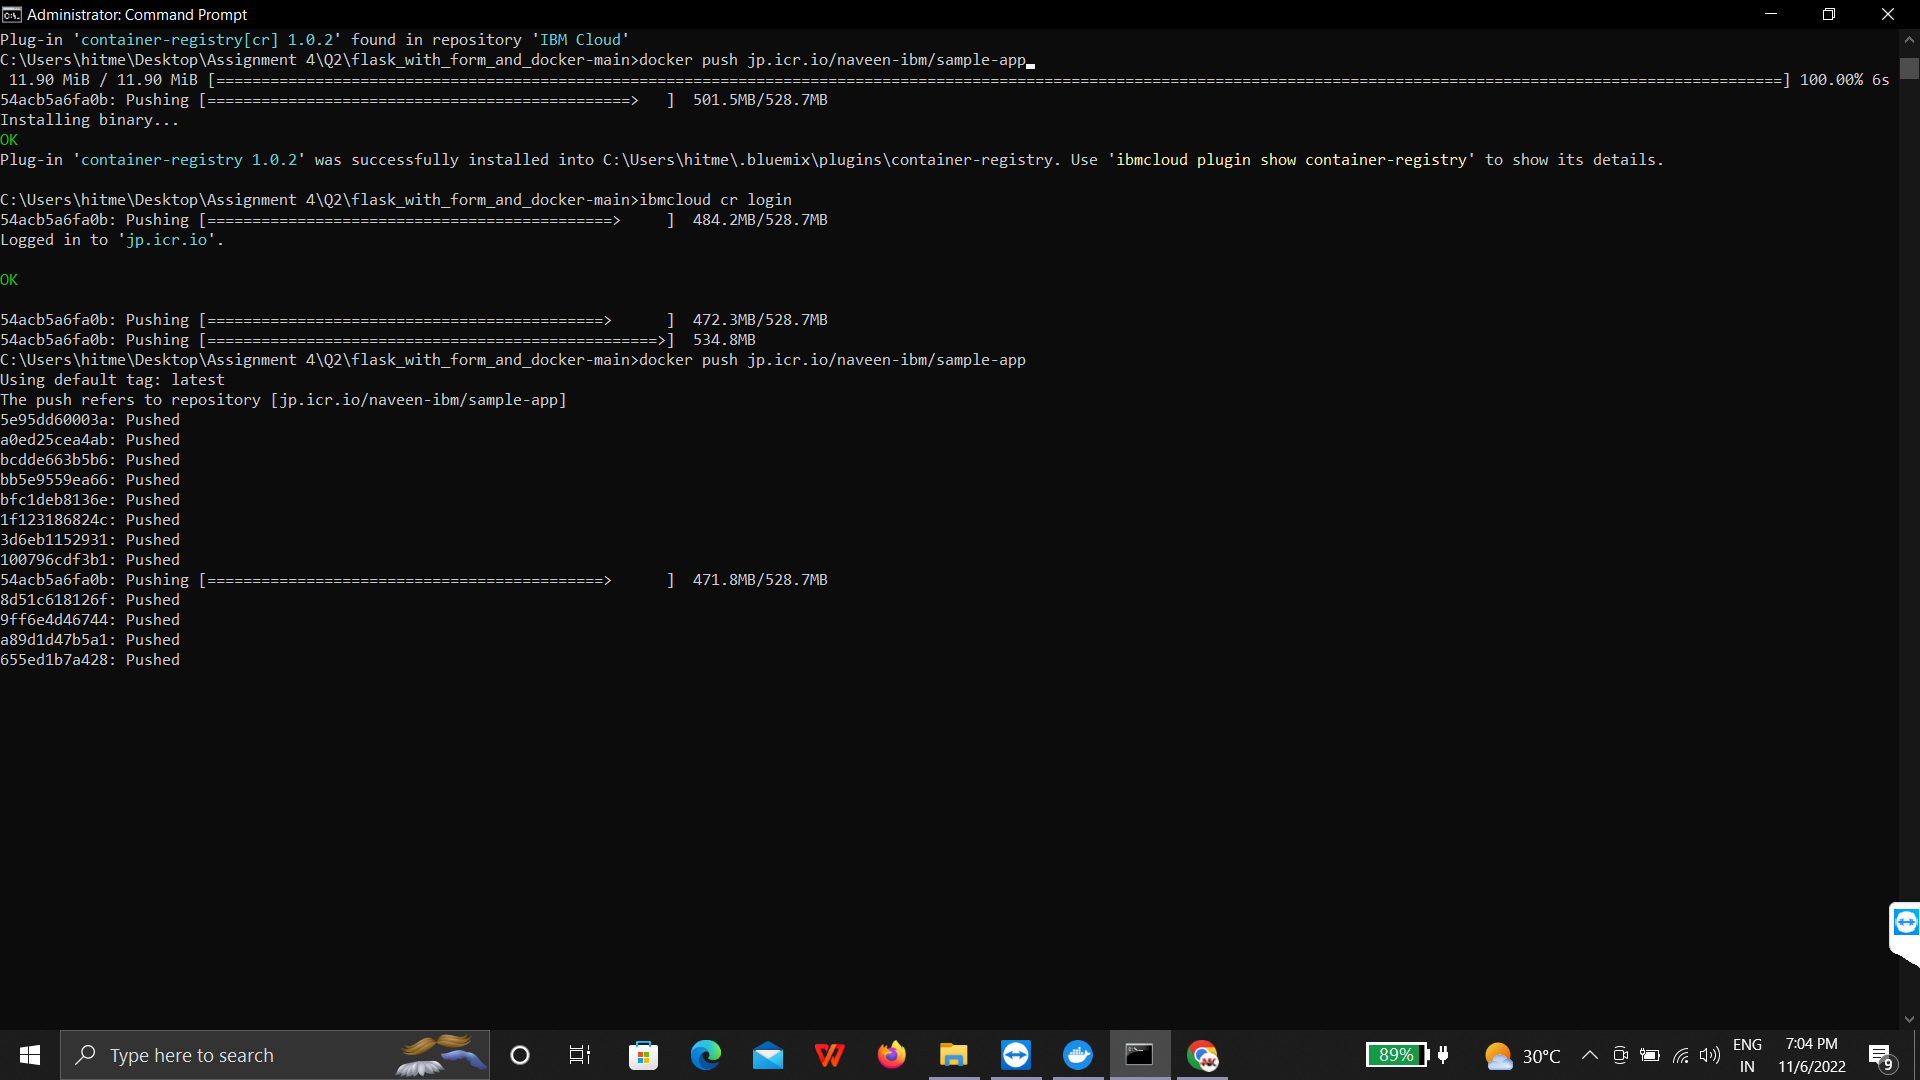 Administrator: Command Prompt
Plug-in 'container-registry[cr] 1.0.2' found in repository 'IBM Cloud'
C:\Users\hitme\Desktop\Assignment 4\Q2\flask_with_form_and_docker-main>docker push jp.icr.io/naveen-ibm/sample-app
 11.90 MiB / 11.90 MiB [==============================================================================================================================================================================] 100.00% 6s
54acb5a6fa0b: Pushing [===============================================>   ]  501.5MB/528.7MB
Installing binary...
OK
Plug-in 'container-registry 1.0.2' was successfully installed into C:\Users\hitme\.bluemix\plugins\container-registry. Use 'ibmcloud plugin show container-registry' to show its details.
C:\Users\hitme\Desktop\Assignment 4\Q2\flask_with_form_and_docker-main>ibmcloud cr login
54acb5a6fa0b: Pushing [=============================================>     ]  484.2MB/528.7MB
Logged in to 'jp.icr.io'.
OK
54acb5a6fa0b: Pushing [============================================>      ]  472.3MB/528.7MB
54acb5a6fa0b: Pushing [==================================================>]  534.8MB
C:\Users\hitme\Desktop\Assignment 4\Q2\flask_with_form_and_docker-main>docker push jp.icr.io/naveen-ibm/sample-app
Using default tag: latest
The push refers to repository [jp.icr.io/naveen-ibm/sample-app]
5e95dd60003a: Pushed
a0ed25cea4ab: Pushed
bcdde663b5b6: Pushed
bb5e9559ea66: Pushed
bfc1deb8136e: Pushed
1f123186824c: Pushed
3d6eb1152931: Pushed
100796cdf3b1: Pushed
54acb5a6fa0b: Pushing [============================================>      ]  471.8MB/528.7MB
8d51c618126f: Pushed
9ff6e4d46744: Pushed
a89d1d47b5a1: Pushed
655ed1b7a428: Pushed
Type here to search
89%
30°C
ENG
IN
7:04 PM
11/6/2022
9